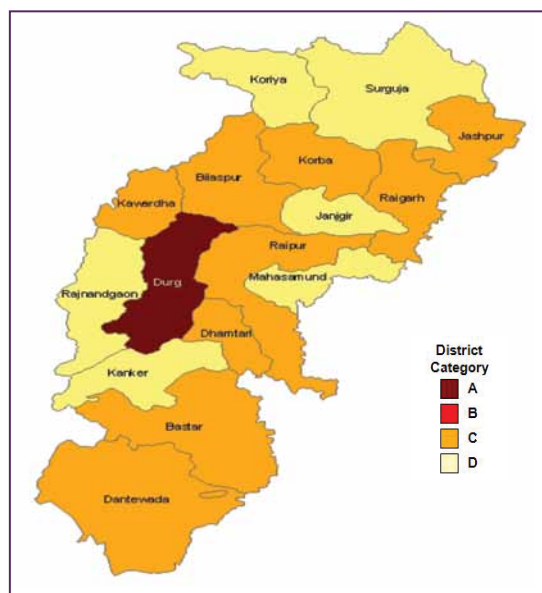 Koriya
Surguja
Jashpur
Korba
Bilaspur
Raigarh
Kawardha
Janjgir
Raipur
Mahasamund
Durg
Rajnandgaon
Dhamtari
Kanker
Bastar
Dantewada
District
Category
A
B
C
D